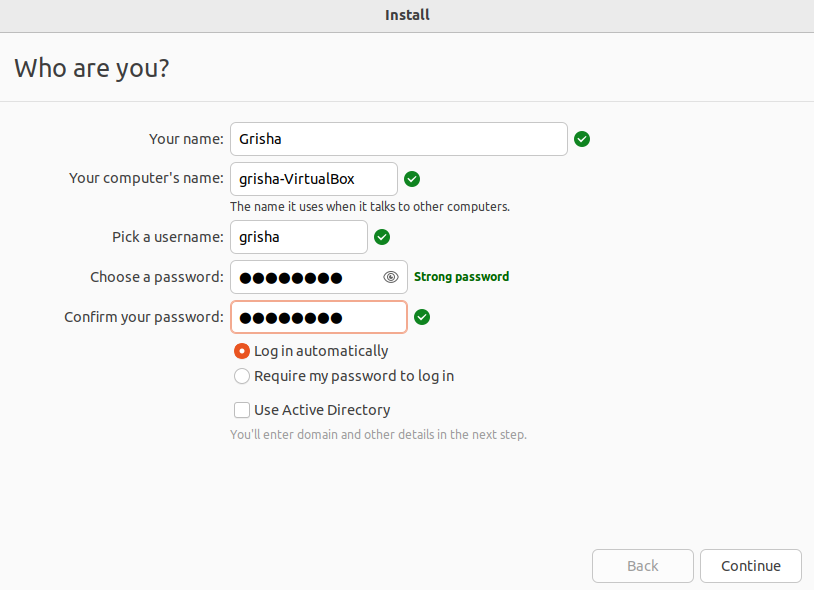 Install
Who are you?
Your name: Grisha
Your computer's name: grisha-VirtualBox
The name it uses when it talks to other computers.
Pick a username: grisha
Choose a password: ●●●●●●●● Strong password
Confirm your password: ●●●●●●●●
Log in automatically
Require my password to log in
Use Active Directory
You'll enter domain and other details in the next step.
Back Continue